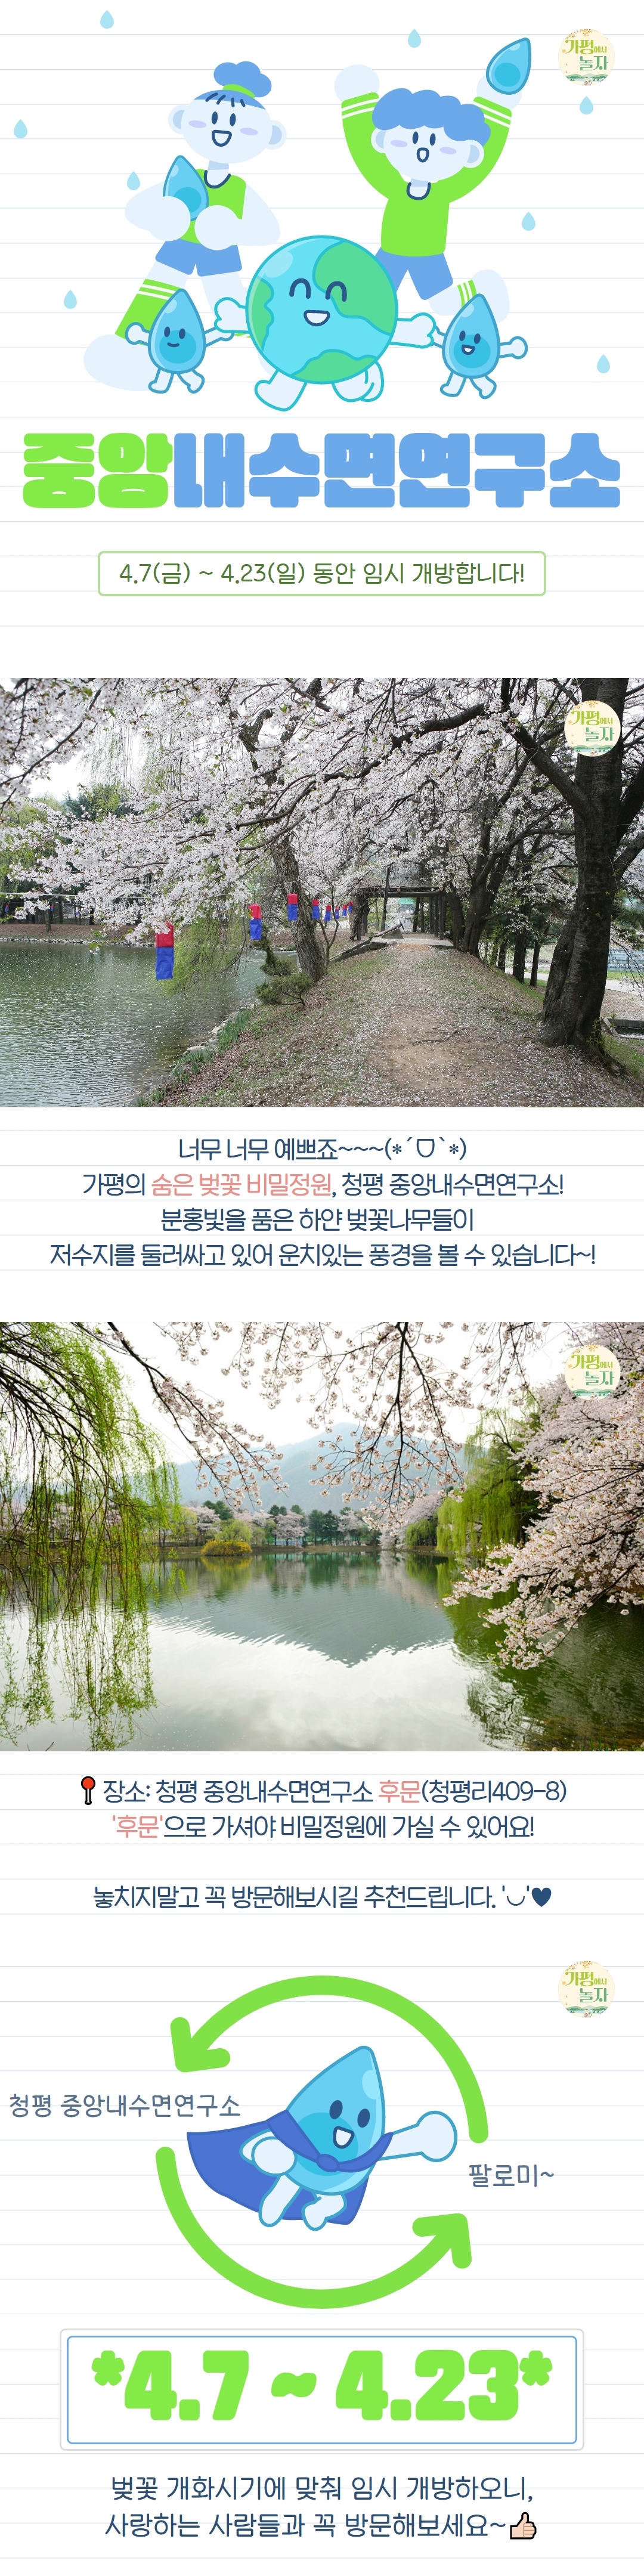 가평에서
놀자
중앙내수면연구소
4.7(금) ~ 4.23(일) 동안 임시 개방합니다!
가평에서
놀자
너무 너무 예쁘죠~~~(*´ᗜ`*)
가평의 숨은 벚꽃 비밀정원, 청평 중앙내수면연구소!
분홍빛을 품은 하얀 벚꽃나무들이
저수지를 둘러싸고 있어 운치있는 풍경을 볼 수 있습니다~!
가평에서
놀자
📍장소: 청평 중앙내수면연구소 후문(청평리409-8)
'후문'으로 가셔야 비밀정원에 가실 수 있어요!
놓치지말고 꼭 방문해보시길 추천드립니다. '◡'♥
가평에서
놀자
청평 중앙내수면연구소
팔로미~
*4.7 ~ 4.23*
벚꽃 개화시기에 맞춰 임시 개방하오니,
사랑하는 사람들과 꼭 방문해보세요~👍